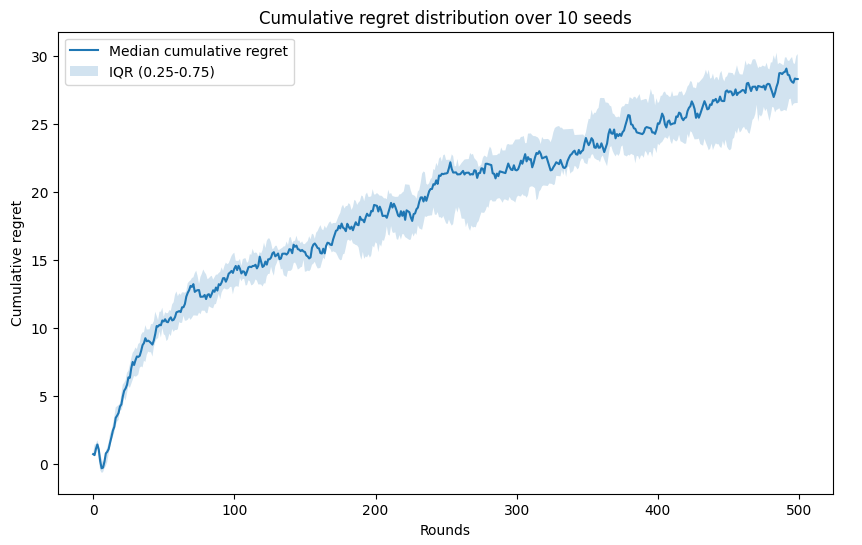 Cumulative regret distribution over 10 seeds
Median cumulative regret
IQR (0.25-0.75)
30
25
20
15
10
5
0
Cumulative regret
0 100 200 300 400 500
Rounds